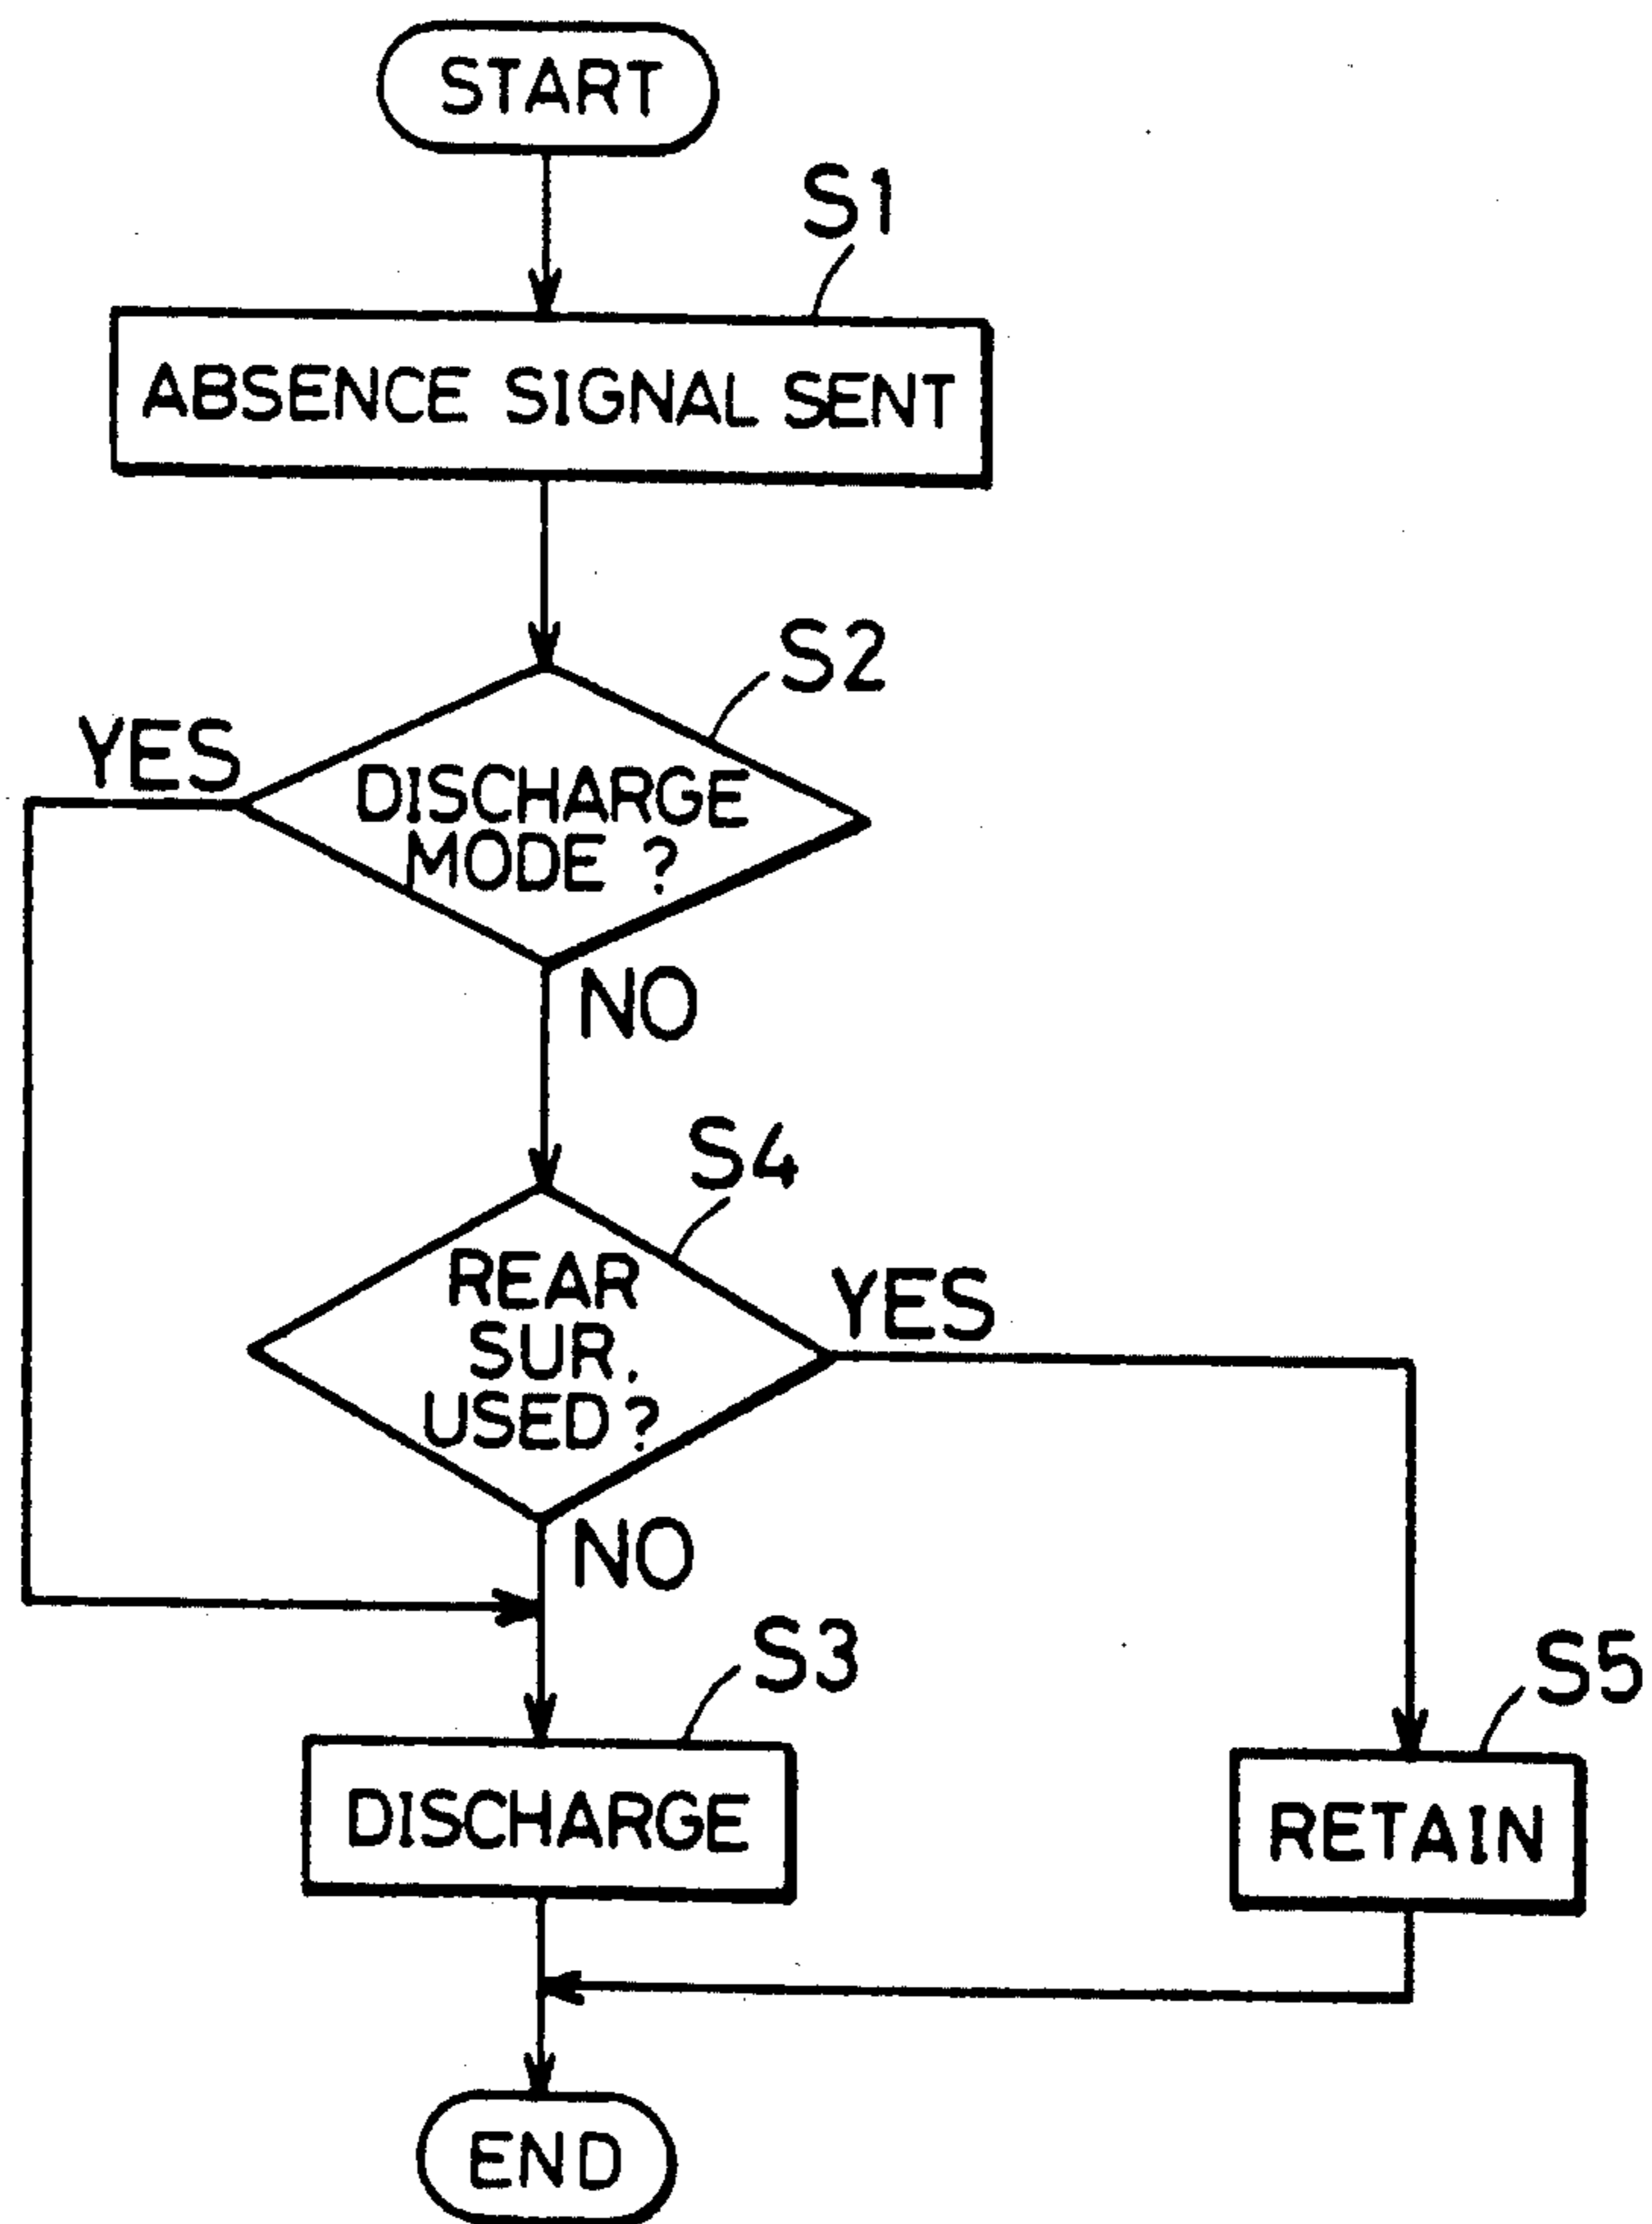 START
S1
ABSENCE SIGNAL SENT
S2
YES
DISCHARGE
MODE ?
NO
S4
REAR
SUR.
USED?
YES
NO
S3
S5
DISCHARGE
RETAIN
END